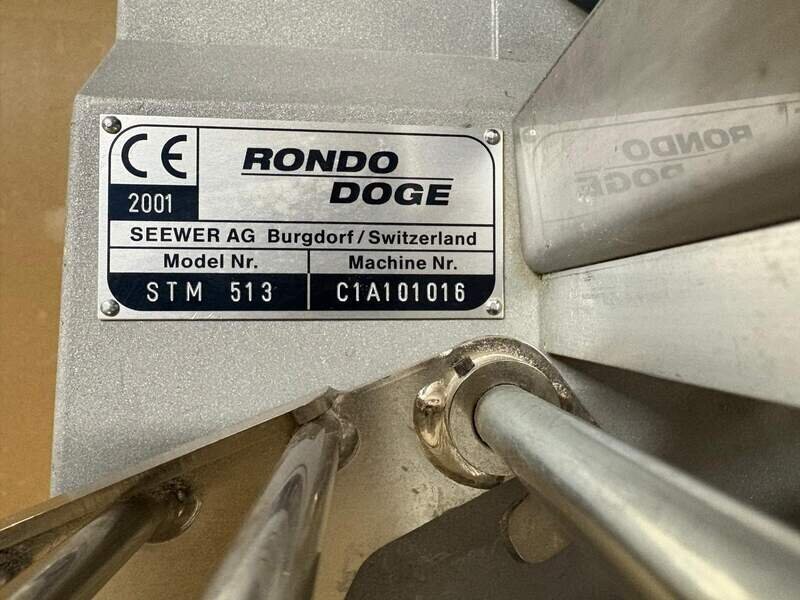 CE
2001
RONDO
DOGE
SEEWER AG Burgdorf/Switzerland
Model Nr. Machine Nr.
STM 513 C1A101016
RONDO
DOGE